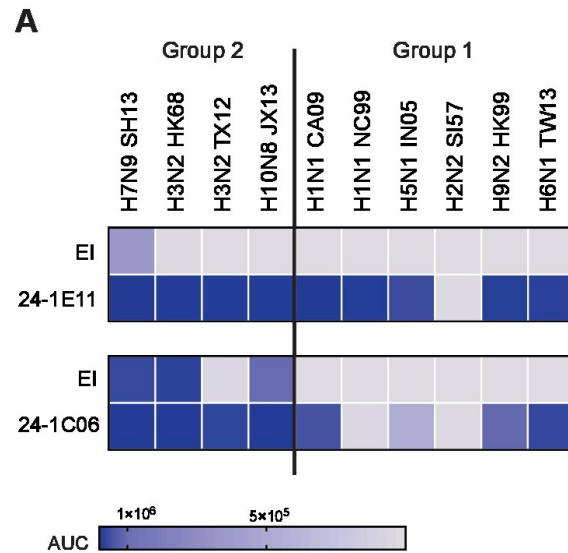 A
Group 2 Group 1
H7N9 SH13
H3N2 HK68
H3N2 TX12
H10N8 JX13
H1N1 CA09
H1N1 NC99
H5N1 IN05
H2N2 SI57
H9N2 HK99
H6N1 TW13
EI
24-1E11
EI
24-1C06
1×10⁶ 5×10⁵
AUC